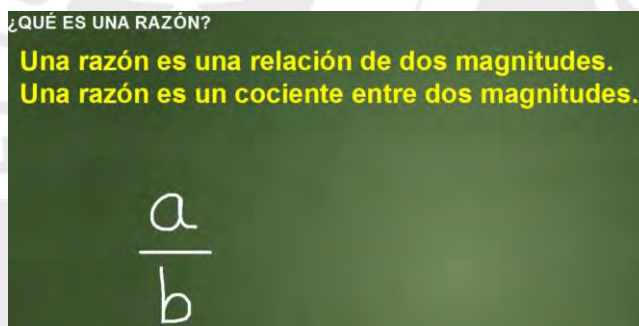 ¿QUÉ ES UNA RAZÓN?
Una razón es una relación de dos magnitudes.
Una razón es un cociente entre dos magnitudes.
a
b